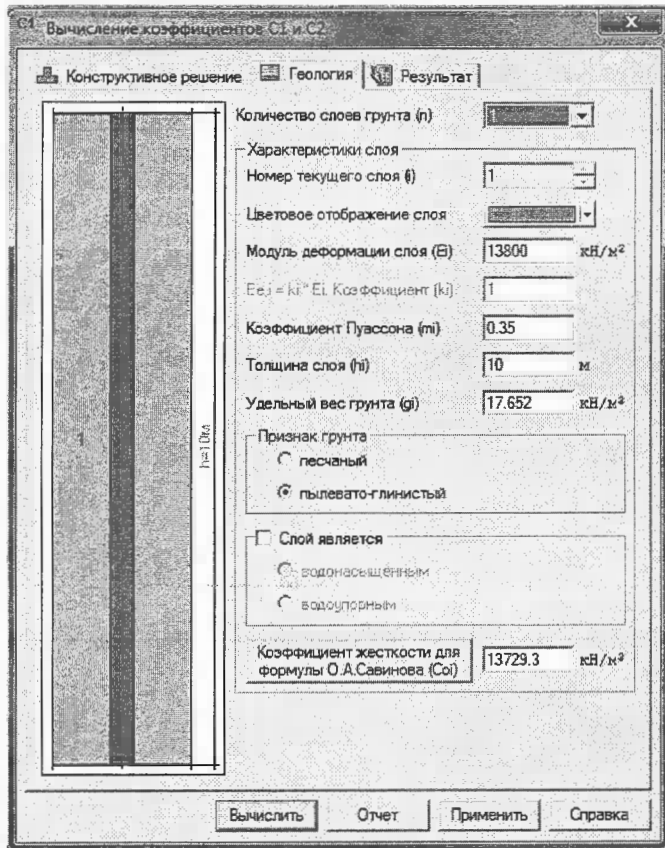 C1 Вычисление коэффициентов C1 и C2
Конструктивное решение Геология Результат
Количество слоев грунта (n) 1
Характеристики слоя
Номер текущего слоя (i) 1
Цветовое отображение слоя
Модуль деформации слоя (Ei) 13800 кН/м²
Ee,i = ki * Ei. Коэффициент (ki) 1
Коэффициент Пуассона (mi) 0.35
Толщина слоя (hi) 10 м
Удельный вес грунта (gi) 17.652 кН/м³
Признак грунта
песчаный
пылевато-глинистый
Слой является
водонасыщенным
водоупорным
Коэффициент жесткости для
формулы О.А.Савинова (Coi) 13729.3 кН/м³
1
h=10м
Вычислить Отчет Применить Справка